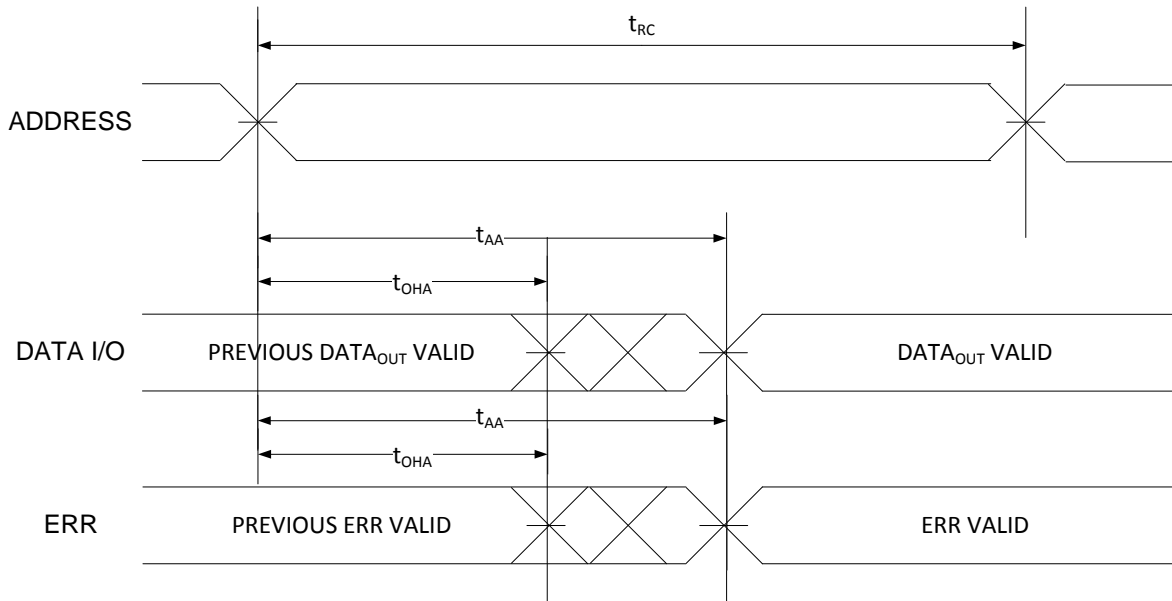 tRC
ADDRESS
tAA
tOHA
DATA I/O
PREVIOUS DATAOUT VALID
DATAOUT VALID
tAA
tOHA
ERR
PREVIOUS ERR VALID
ERR VALID